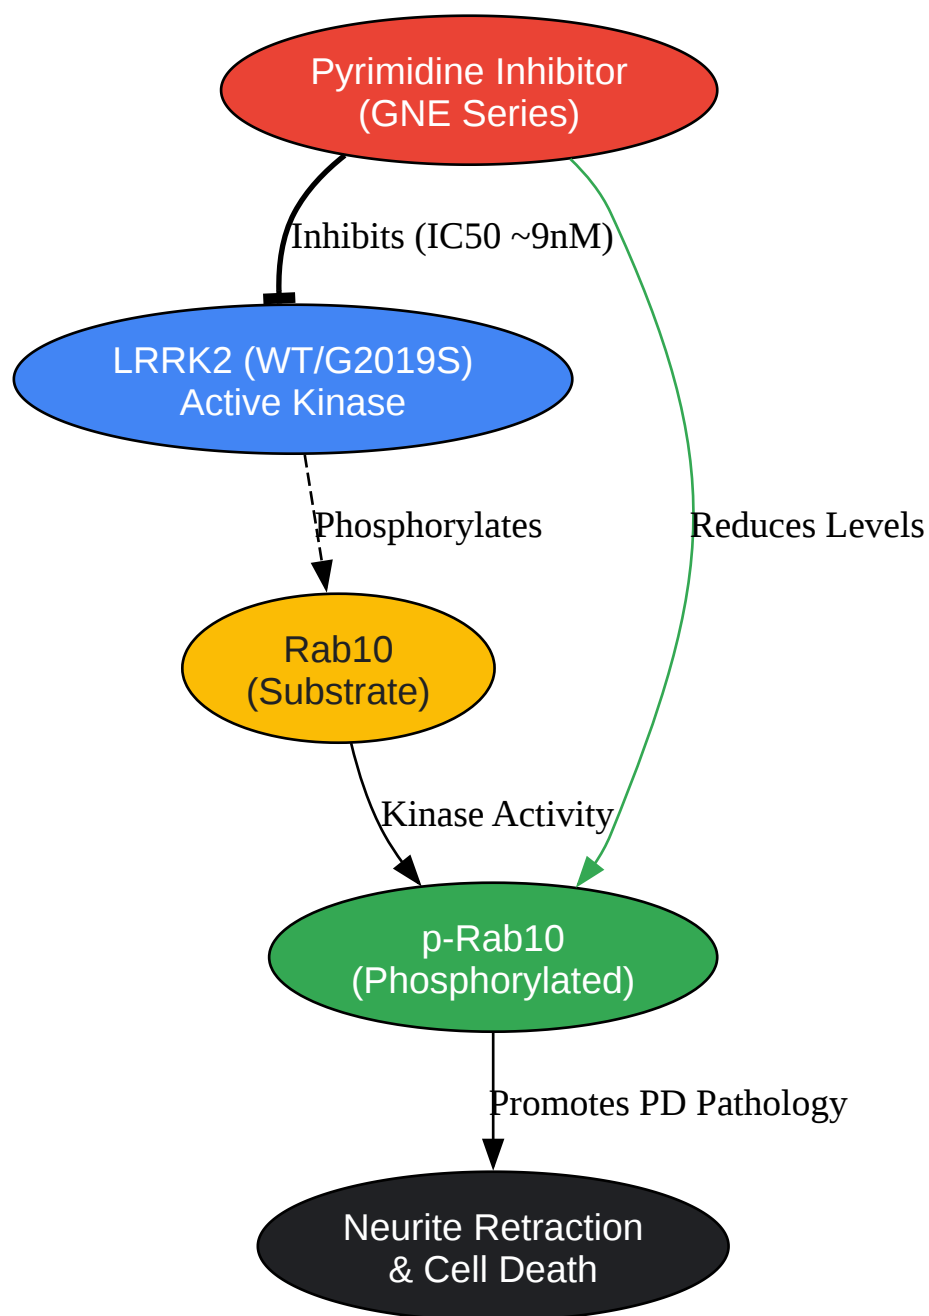 Pyrimidine Inhibitor
(GNE Series)
Inhibits (IC50 ~9nM)
LRRK2 (WT/G2019S)
Active Kinase
Phosphorylates
Reduces Levels
Rab10
(Substrate)
Kinase Activity
p-Rab10
(Phosphorylated)
Promotes PD Pathology
Neurite Retraction
& Cell Death